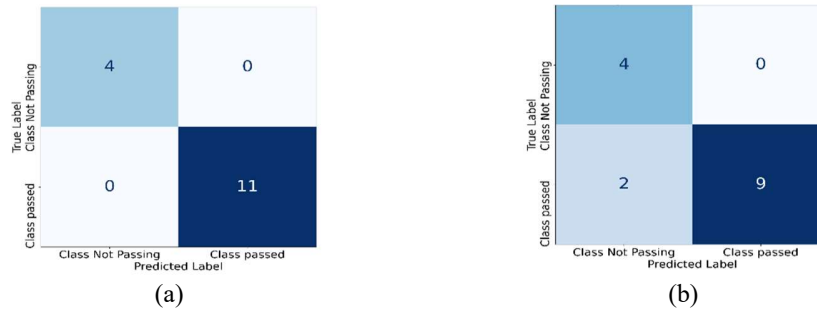 True Label
Class Not Passing
Class passed
4 0
0 11
Class Not Passing Class passed
Predicted Label
(a)
True Label
Class Not Passing
Class passed
4 0
2 9
Class Not Passing Class passed
Predicted Label
(b)